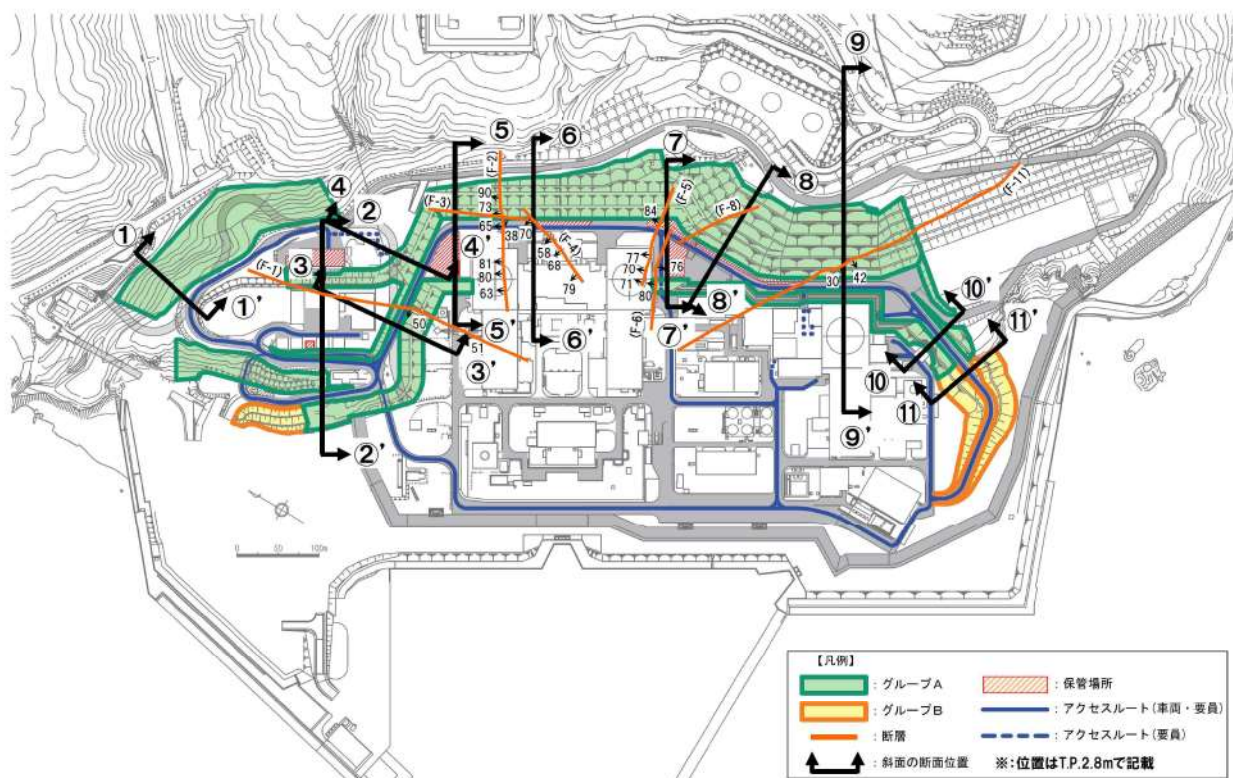 ⑨
⑤
⑥
⑦
⑧
④
②
①
(F-2)
(F-5)
(F-11)
90
(F-3)
73
84
(F-8)
⑨
⑧
65
38
70
(F-4)
58
68
④'
77
76
③
(F-1)
81
70
42
80
79
71
30
63
80
①'
⑧'
⑩'
50
⑤'
(F-6)
⑦'
⑪'
⑥'
51
③'
⑩
⑪
⑨'
②'
0 50 100m
【凡例】
:グループA
:保管場所
:グループB
:アクセスルート(車両・要員)
:断層
:アクセスルート(要員)
:斜面の断面位置
※:位置はT.P.2.8mで記載